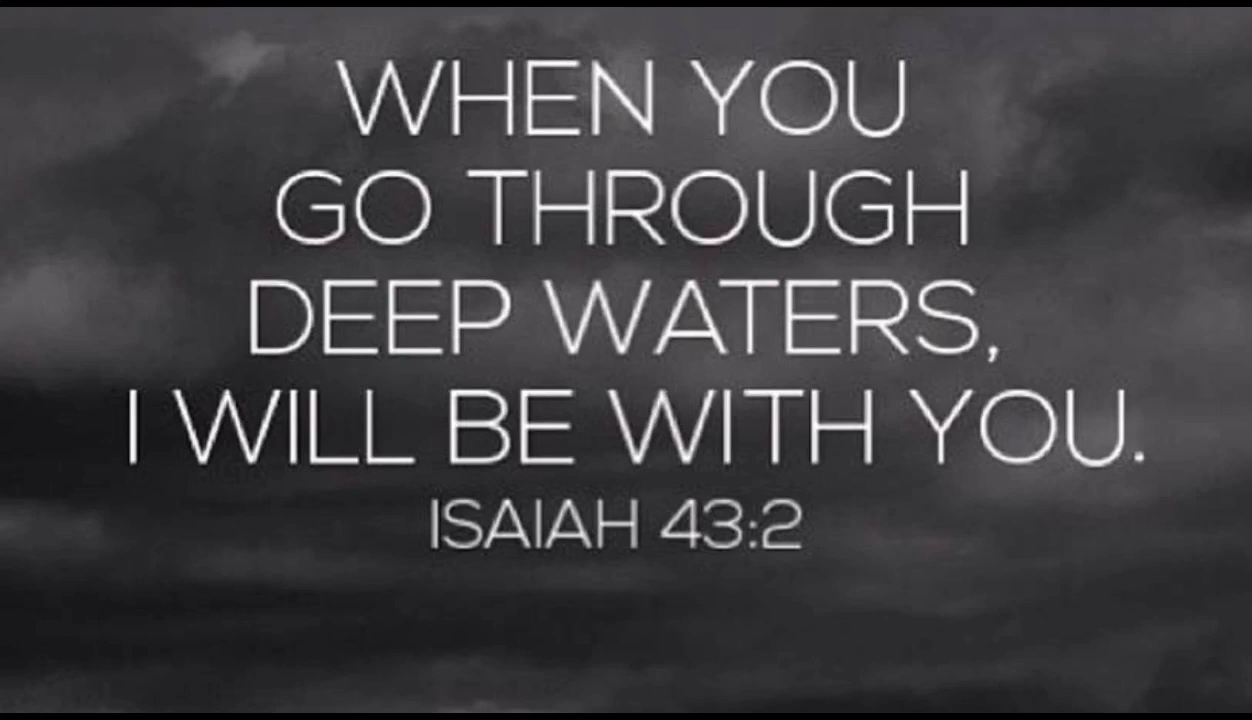 WHEN YOU
GO THROUGH
DEEP WATERS,
I WILL BE WITH YOU.
ISAIAH 43:2